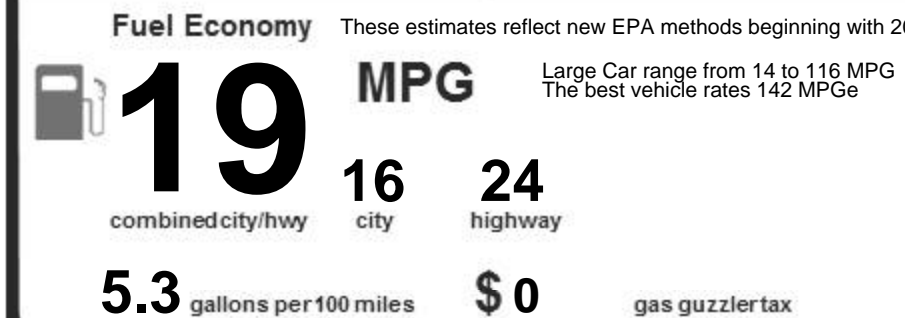 Fuel Economy These estimates reflect new EPA methods beginning with
19 MPG Large Car range from 14 to 116 MPG
The best vehicle rates 142 MPGe
16 24
combined city/hwy city highway
5.3 gallons per 100 miles $ 0 gas guzzler tax